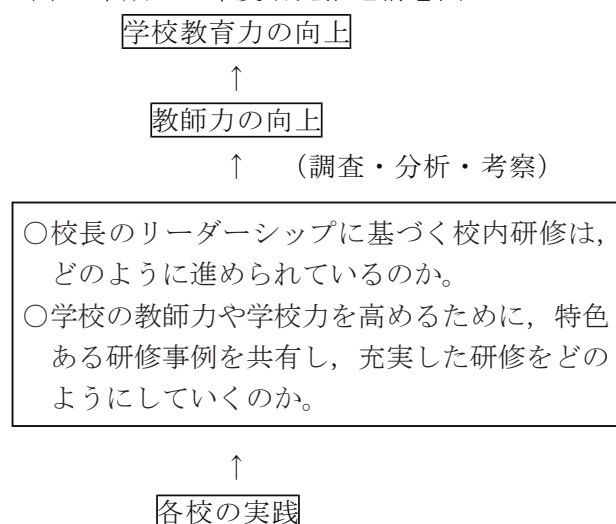 学校教育力の向上
↑
教師力の向上
↑ （調査・分析・考察）
○校長のリーダーシップに基づく校内研修は，
どのように進められているのか。
○学校の教師力や学校力を高めるために，特色
ある研修事例を共有し，充実した研修をどの
ようにしていくのか。
↑
各校の実践